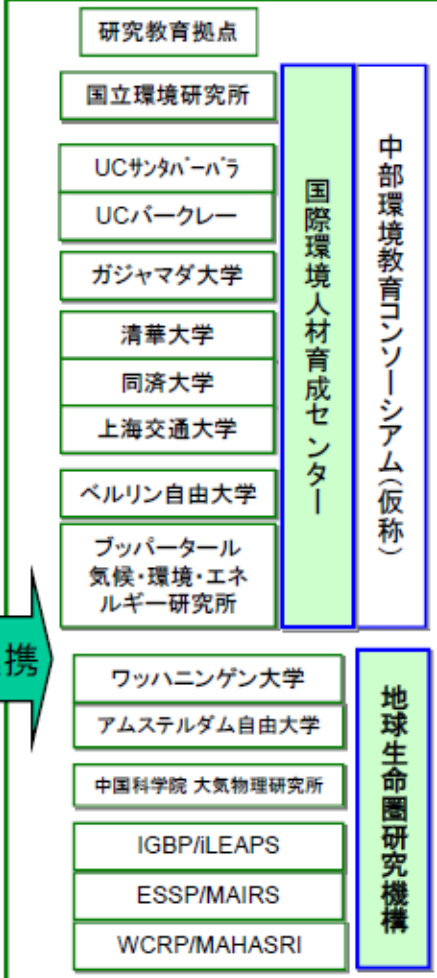 研究教育拠点
国立環境研究所
UCサンタバーバラ
UCバークレー
ガジャマダ大学
清華大学
同済大学
上海交通大学
ベルリン自由大学
ブッパータール
気候・環境・エネ
ルギー研究所
国際環境人材育成センター
中部環境教育コンソーシアム(仮称)
携
ワッハニンゲン大学
アムステルダム自由大学
中国科学院 大気物理研究所
IGBP/iLEAPS
ESSP/MAIRS
WCRP/MAHASRI
地球生命圏研究機構